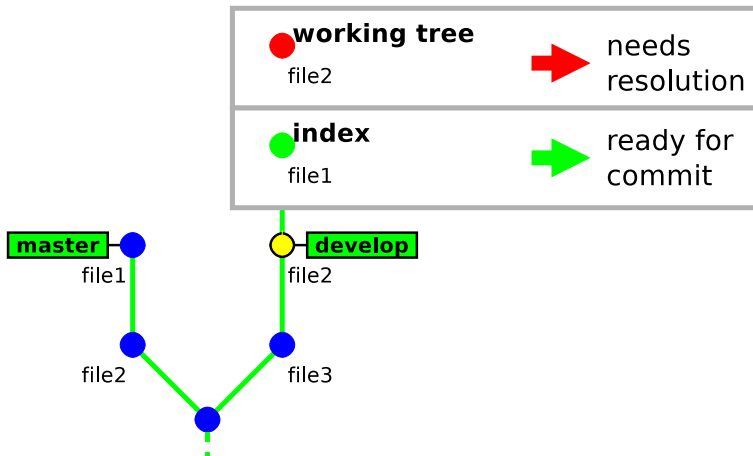 working tree
file2
needs
resolution
index
file1
ready for
commit
master
develop
file1
file2
file2
file3